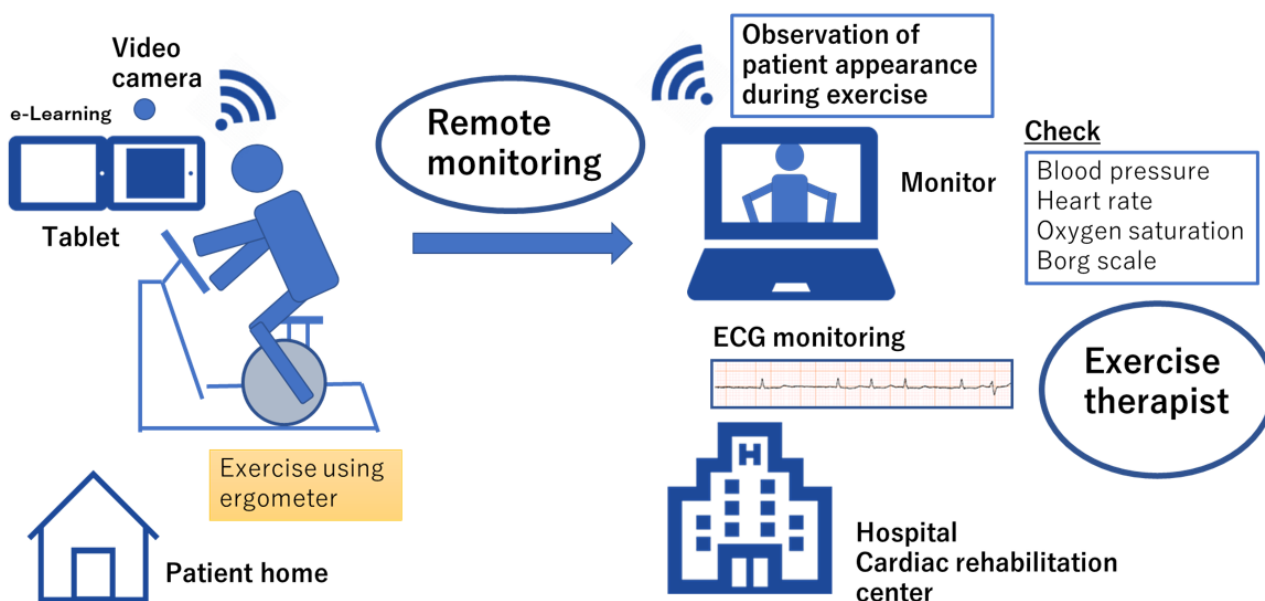 Video
camera
e-Learning
Tablet
Exercise using
ergometer
Patient home
Remote
monitoring
Observation of
patient appearance
during exercise
Monitor
Check
Blood pressure
Heart rate
Oxygen saturation
Borg scale
ECG monitoring
Exercise
therapist
H
Hospital
Cardiac rehabilitation
center